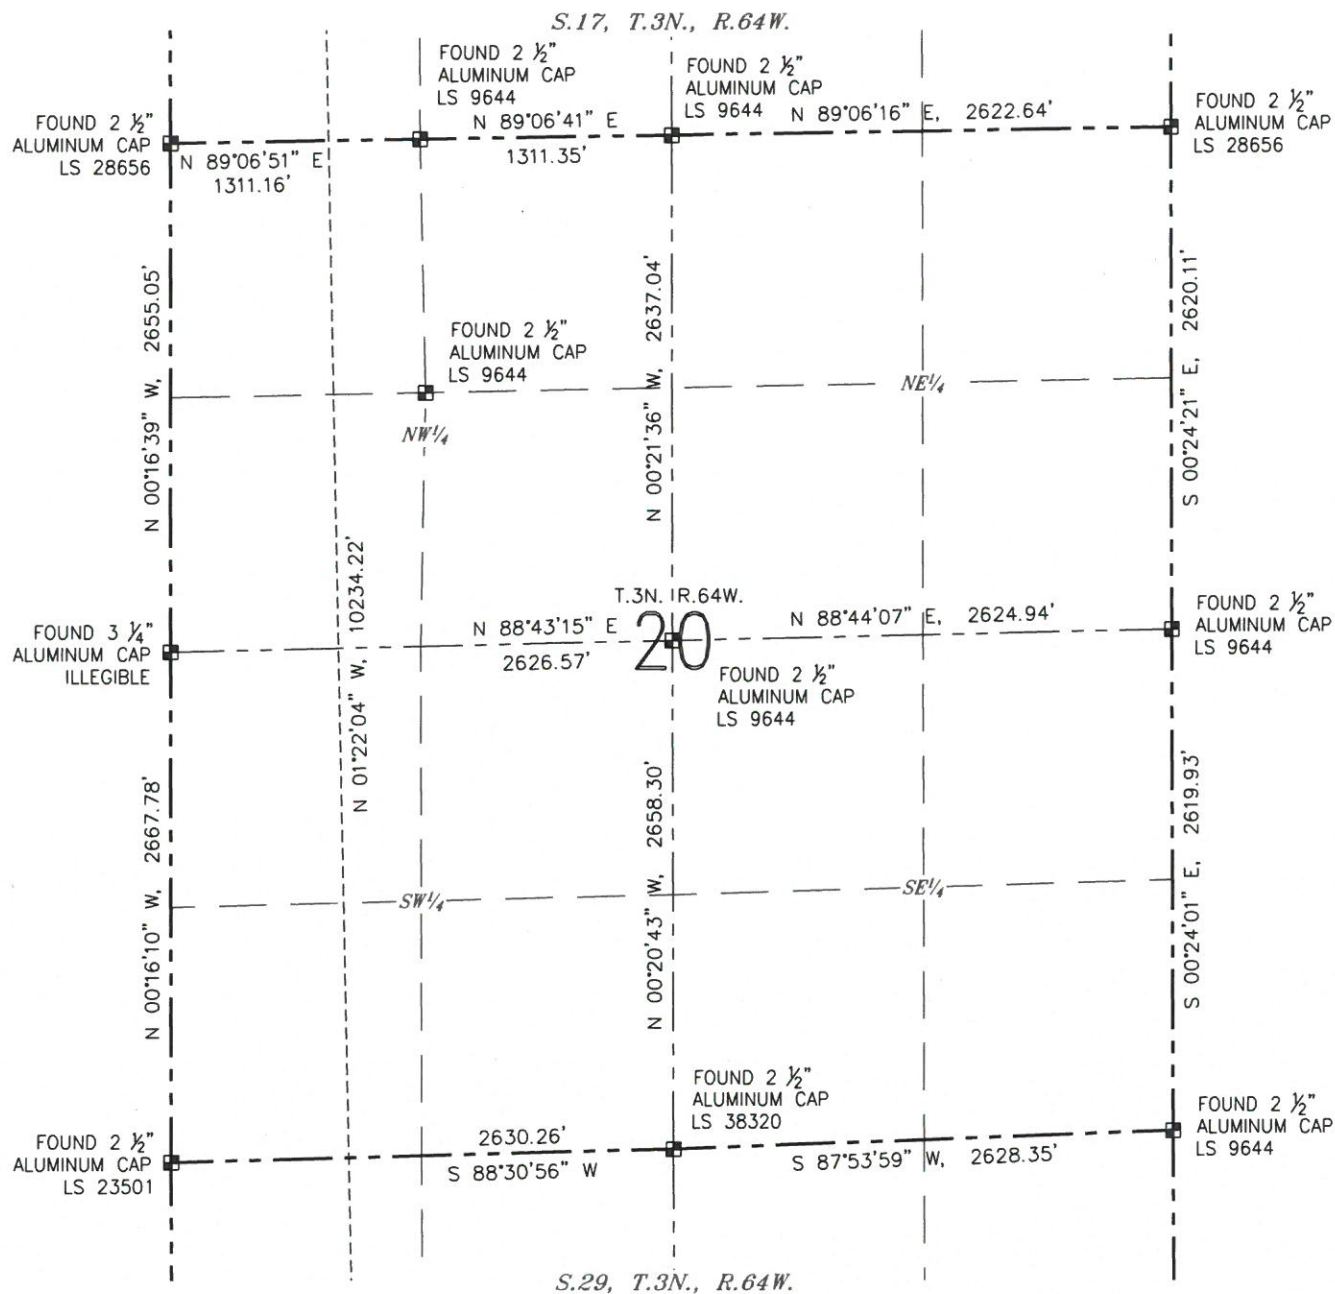 S.17, T.3N., R.64W.
FOUND 2 ½"
ALUMINUM CAP
LS 9644
FOUND 2 ½"
ALUMINUM CAP
LS 9644
FOUND 2 ½"
ALUMINUM CAP
LS 28656
FOUND 2 ½"
ALUMINUM CAP
LS 28656
N 89°06'51" E
1311.16'
N 89°06'41" E
1311.35'
N 89°06'16" E, 2622.64'
N 00°16'39" W, 2655.05'
N 00°21'36" W, 2637.04'
S 00°24'21" E, 2620.11'
FOUND 2 ½"
ALUMINUM CAP
LS 9644
NW¼
NE¼
N 01°22'04" W, 10234.22'
T.3N. R.64W.
20
FOUND 3 ¼"
ALUMINUM CAP
ILLEGIBLE
N 88°43'15" E
2626.57'
N 88°44'07" E, 2624.94'
FOUND 2 ½"
ALUMINUM CAP
LS 9644
FOUND 2 ½"
ALUMINUM CAP
LS 9644
N 00°16'10" W, 2667.78'
N 00°20'43" W, 2658.30'
S 00°24'01" E, 2619.93'
SW¼
SE¼
FOUND 2 ½"
ALUMINUM CAP
LS 23501
2630.26'
S 88°30'56" W
FOUND 2 ½"
ALUMINUM CAP
LS 38320
S 87°53'59" W, 2628.35'
FOUND 2 ½"
ALUMINUM CAP
LS 9644
S.29, T.3N., R.64W.